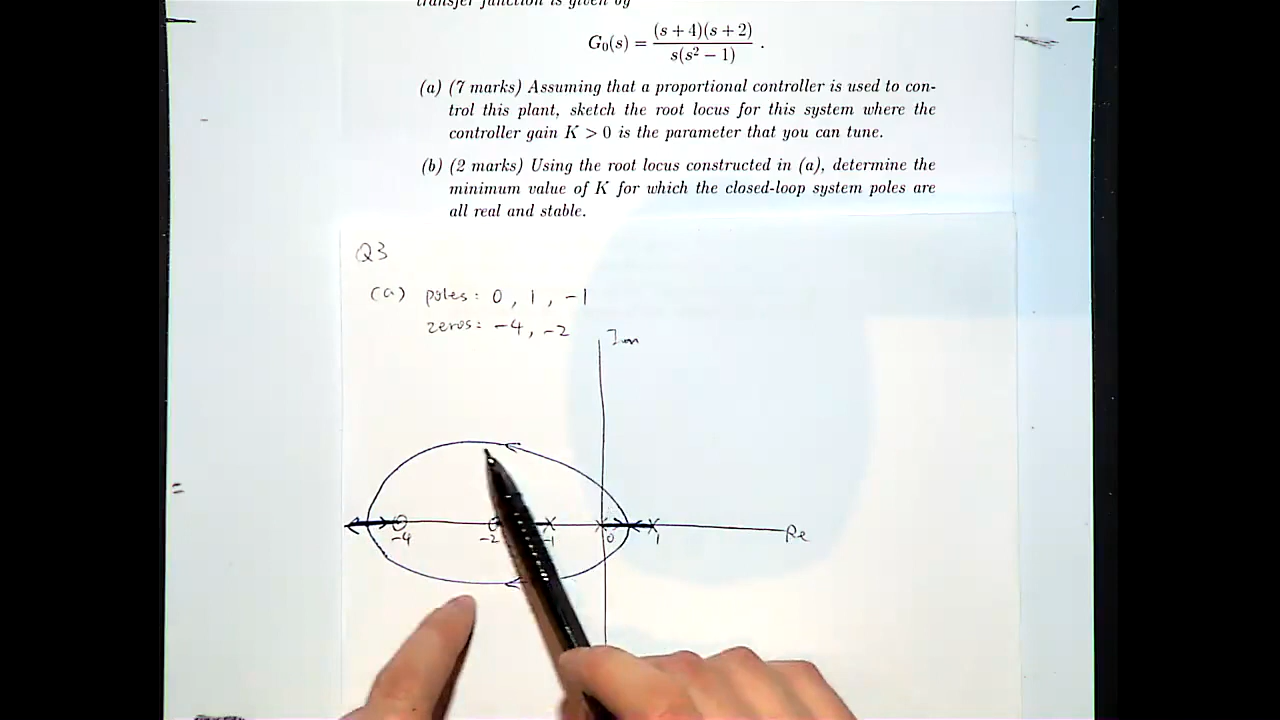 transfer function is given by
G₀(s) = (s + 4)(s + 2) / s(s² − 1) .
(a) (7 marks) Assuming that a proportional controller is used to con-
trol this plant, sketch the root locus for this system where the
controller gain K > 0 is the parameter that you can tune.
(b) (2 marks) Using the root locus constructed in (a), determine the
minimum value of K for which the closed-loop system poles are
all real and stable.
Q3
(a) poles: 0, 1, -1
zeros: -4, -2
Im
-4 -2 -1 0 1 Re